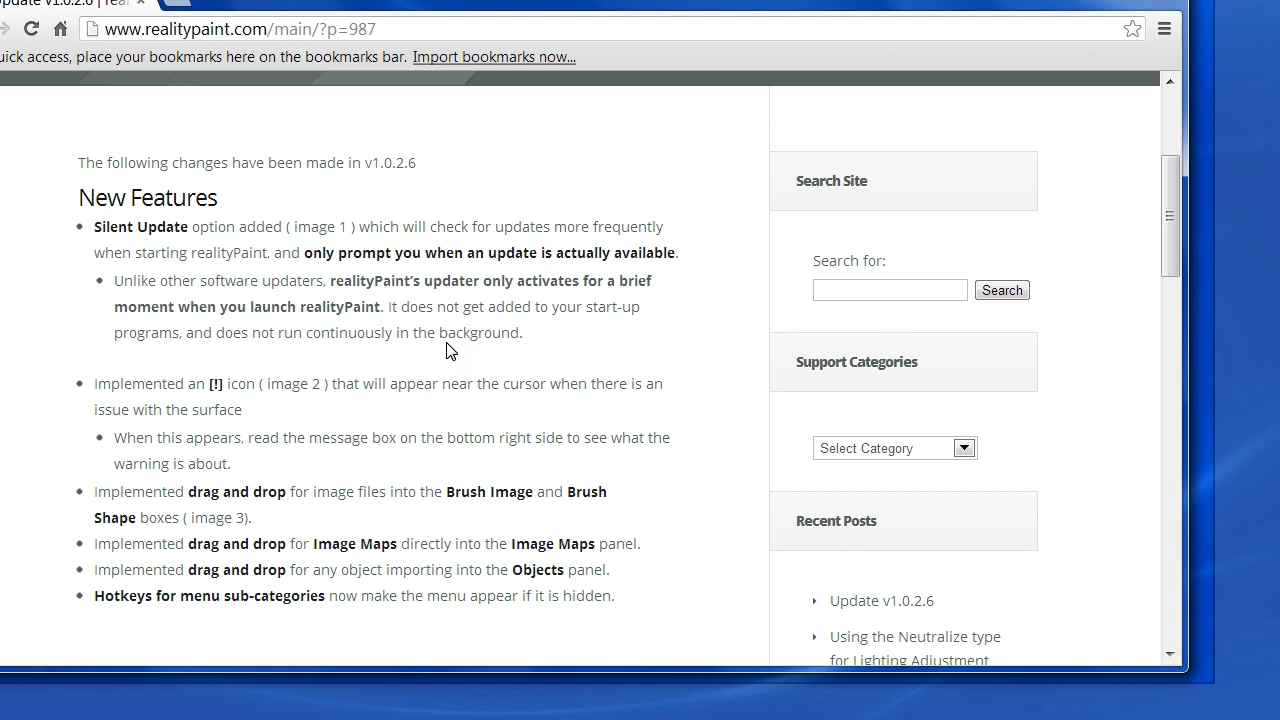 www.realitypaint.com/main/?p=987
uick access, place your bookmarks here on the bookmarks bar. Import bookmarks now...
The following changes have been made in v1.0.2.6
New Features
Silent Update option added ( image 1 ) which will check for updates more frequently
when starting realityPaint, and only prompt you when an update is actually available.
Unlike other software updaters, realityPaint's updater only activates for a brief
moment when you launch realityPaint. It does not get added to your start-up
programs, and does not run continuously in the background.
Implemented an [!] icon ( image 2 ) that will appear near the cursor when there is an
issue with the surface
When this appears, read the message box on the bottom right side to see what the
warning is about.
Implemented drag and drop for image files into the Brush Image and Brush
Shape boxes ( image 3).
Implemented drag and drop for Image Maps directly into the Image Maps panel.
Implemented drag and drop for any object importing into the Objects panel.
Hotkeys for menu sub-categories now make the menu appear if it is hidden.
Search Site
Search for:
Search
Support Categories
Select Category
Recent Posts
Update v1.0.2.6
Using the Neutralize type
for Lighting Adjustment